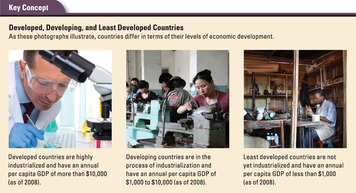 Key Concept
Developed, Developing, and Least Developed Countries
As these photographs illustrate, countries differ in terms of their levels of economic development.
Developed countries are highly
industrialized and have an annual
per capita GDP of more than $10,000
(as of 2008).
Developing countries are in the
process of industrialization and
have an annual per capita GDP of
$1,000 to $10,000 (as of 2008).
Least developed countries are not
yet industrialized and have an annual
per capita GDP of less than $1,000
(as of 2008).